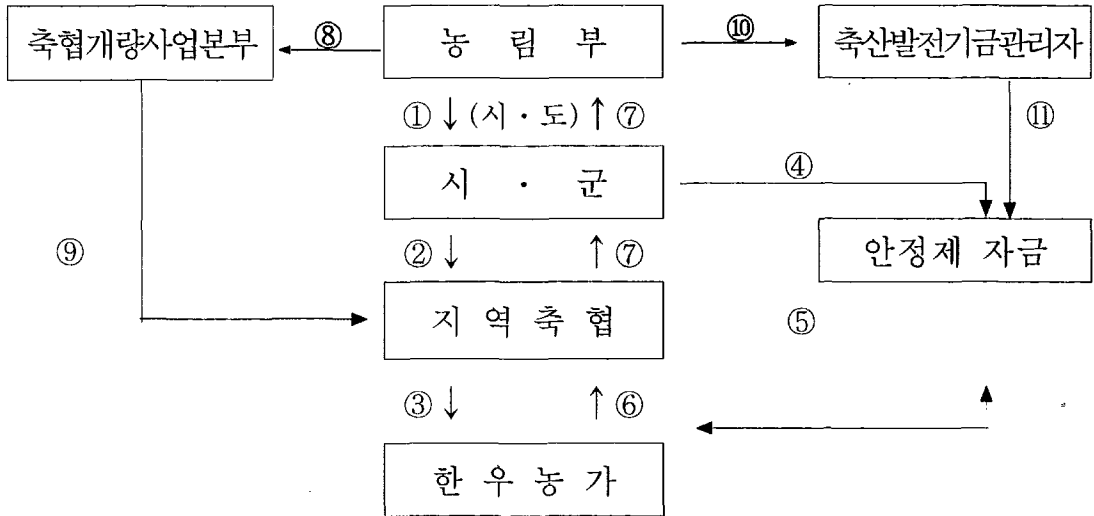 축협개량사업본부 ⑧ 농 림 부 ⑩ 축산발전기금관리자
① ↓ (시 · 도) ↑ ⑦ ⑪
시 · 군 ④
⑨ ② ↓ ↑ ⑦ 안정제 자금
지 역 축 협 ⑤
③ ↓ ↑ ⑥
한 우 농 가